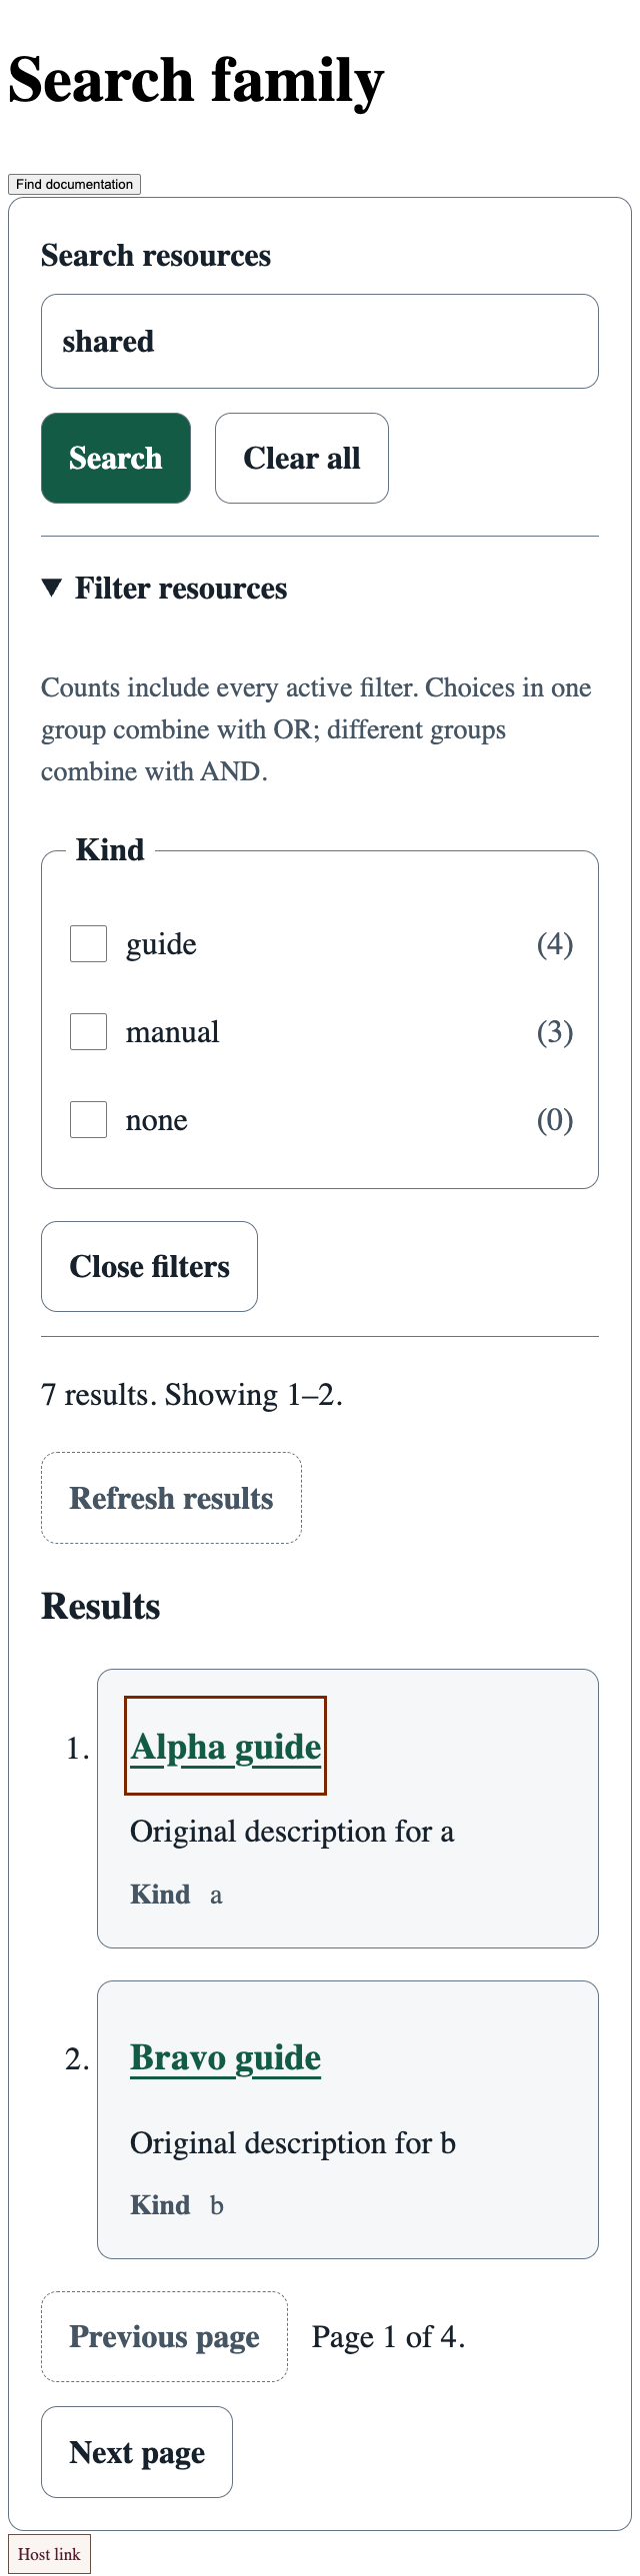 Search family
Find documentation
Search resources
shared
Search Clear all
▼ Filter resources
Counts include every active filter. Choices in one
group combine with OR; different groups
combine with AND.
Kind
guide (4)
manual (3)
none (0)
Close filters
7 results. Showing 1–2.
Refresh results
Results
1. Alpha guide
Original description for a
Kind a
2. Bravo guide
Original description for b
Kind b
Previous page Page 1 of 4.
Next page
Host link